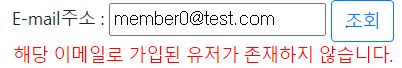 E-mail주소 : member0@test.com 조회
해당 이메일로 가입된 유저가 존재하지 않습니다.